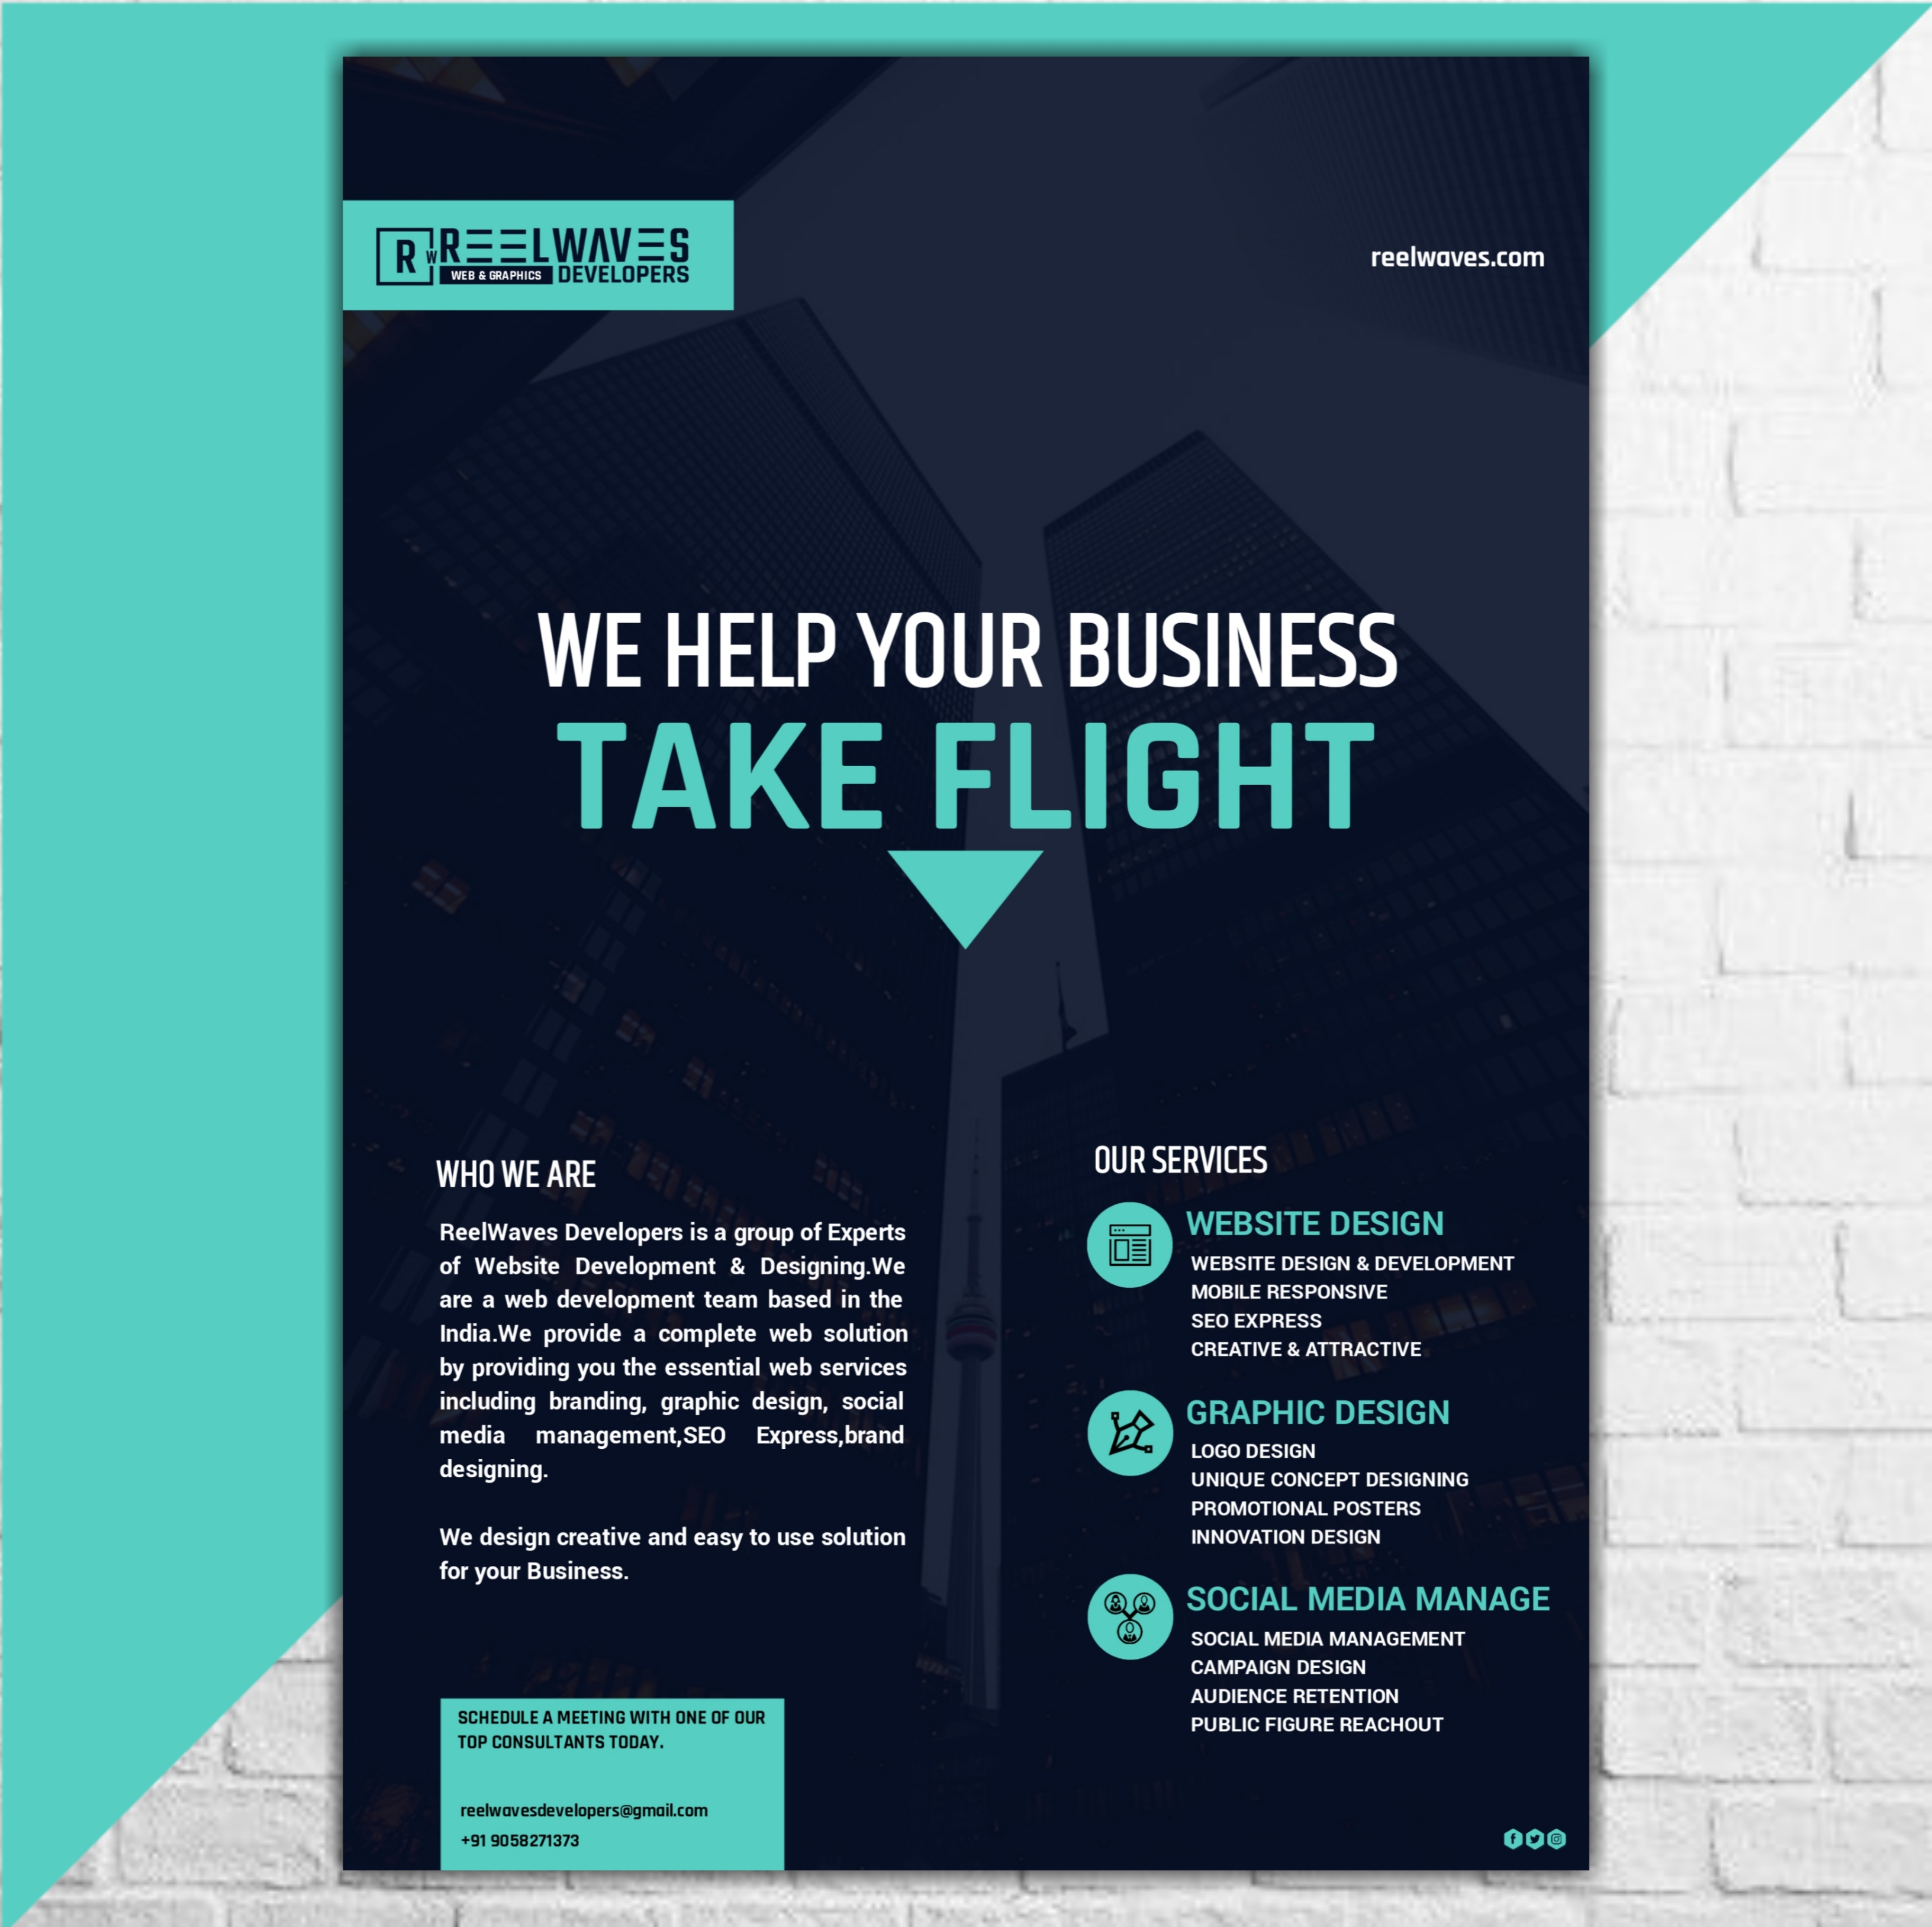 R W REELWAVES
WEB & GRAPHICS DEVELOPERS
reelwaves.com
WE HELP YOUR BUSINESS
TAKE FLIGHT
WHO WE ARE
ReelWaves Developers is a group of Experts
of Website Development & Designing.We
are a web development team based in the
India.We provide a complete web solution
by providing you the essential web services
including branding, graphic design, social
media management,SEO Express,brand
designing.
We design creative and easy to use solution
for your Business.
SCHEDULE A MEETING WITH ONE OF OUR
TOP CONSULTANTS TODAY.
reelwavesdevelopers@gmail.com
+91 9058271373
OUR SERVICES
WEBSITE DESIGN
WEBSITE DESIGN & DEVELOPMENT
MOBILE RESPONSIVE
SEO EXPRESS
CREATIVE & ATTRACTIVE
GRAPHIC DESIGN
LOGO DESIGN
UNIQUE CONCEPT DESIGNING
PROMOTIONAL POSTERS
INNOVATION DESIGN
SOCIAL MEDIA MANAGE
SOCIAL MEDIA MANAGEMENT
CAMPAIGN DESIGN
AUDIENCE RETENTION
PUBLIC FIGURE REACHOUT